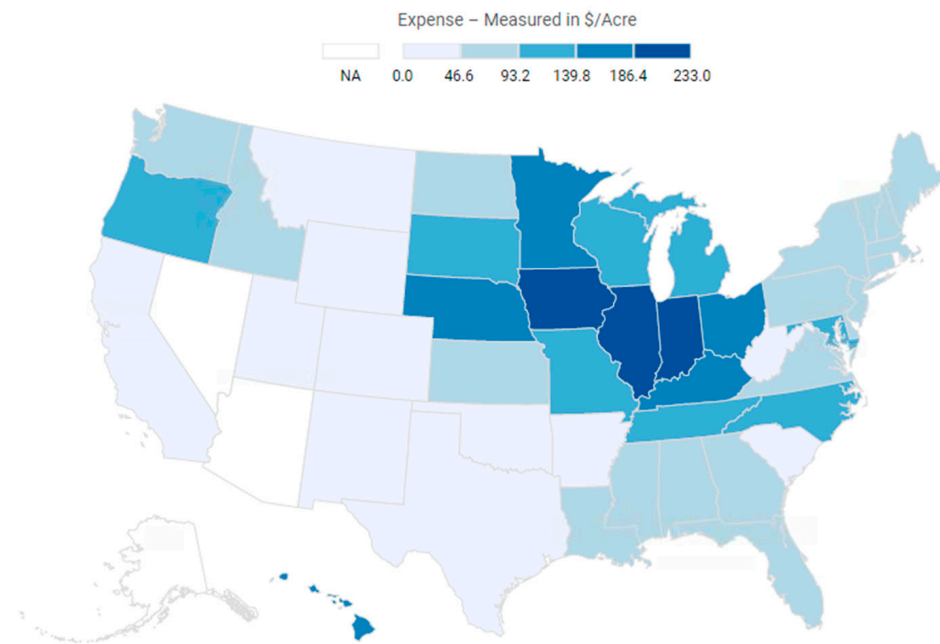 Expense – Measured in $/Acre
NA 0.0 46.6 93.2 139.8 186.4 233.0